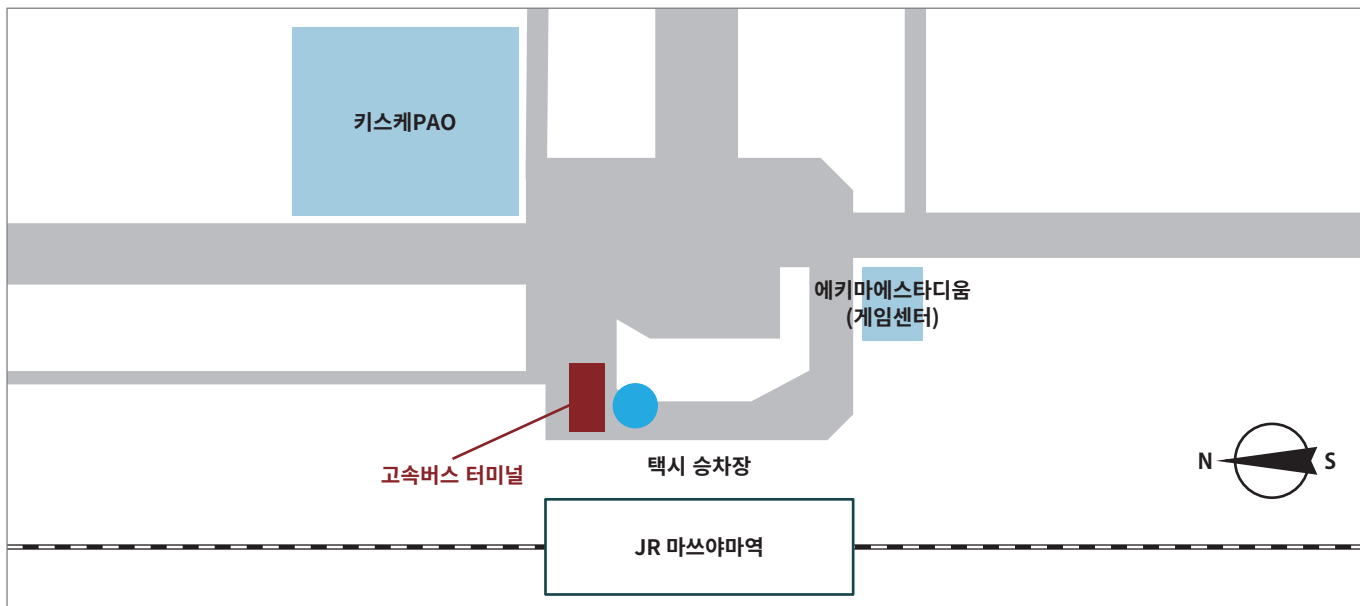 키스케PAO
에키마에스타디움
(게임센터)
고속버스 터미널
택시 승차장
N
S
JR 마쓰야마역